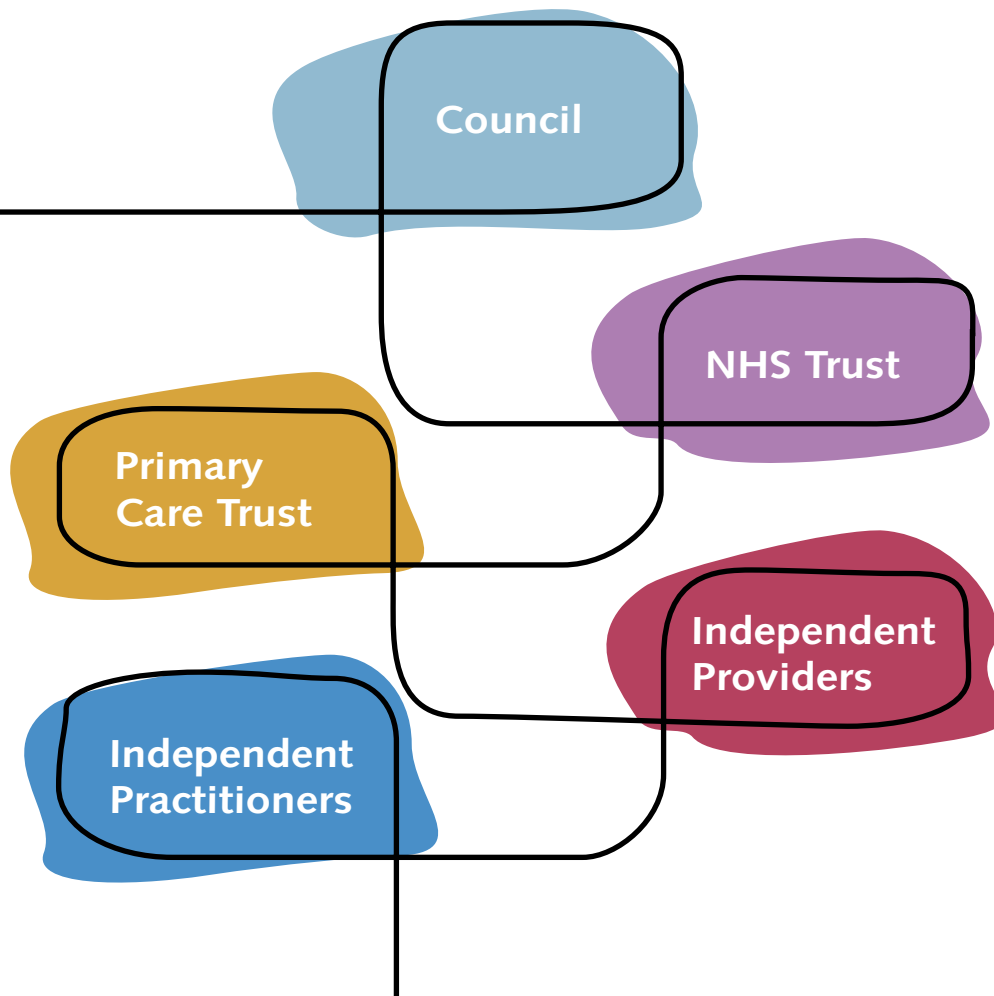 Council
NHS Trust
Primary
Care Trust
Independent
Providers
Independent
Practitioners